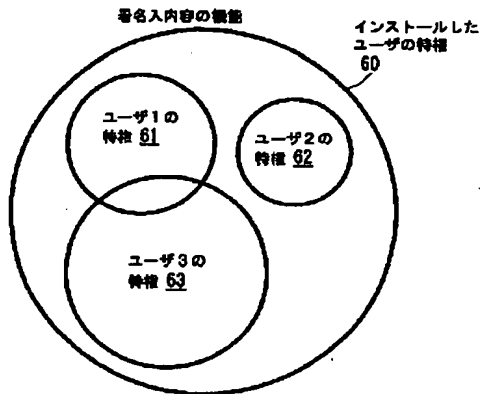 署名入内容の機能
インストールした
ユーザの特権
60
ユーザ1の
特権 61
ユーザ2の
特権 62
ユーザ3の
特権 63